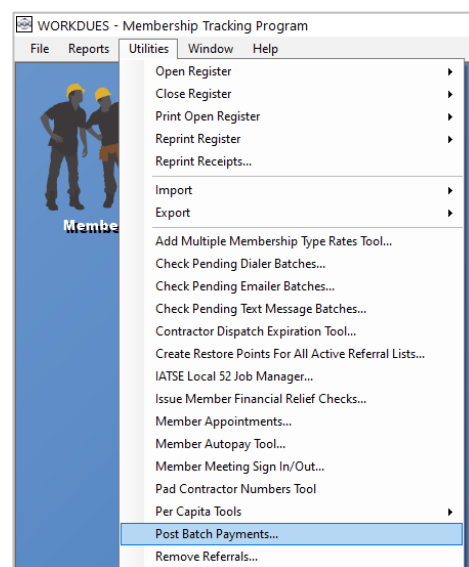 WORKDUES - Membership Tracking Program
File Reports Utilities Window Help
Open Register
Close Register
Print Open Register
Reprint Register
Reprint Receipts...
Import
Export
Membe
Add Multiple Membership Type Rates Tool...
Check Pending Dialer Batches...
Check Pending Emailer Batches...
Check Pending Text Message Batches...
Contractor Dispatch Expiration Tool...
Create Restore Points For All Active Referral Lists...
IATSE Local 52 Job Manager...
Issue Member Financial Relief Checks...
Member Appointments...
Member Autopay Tool...
Member Meeting Sign In/Out...
Pad Contractor Numbers Tool
Per Capita Tools
Post Batch Payments...
Remove Referrals...